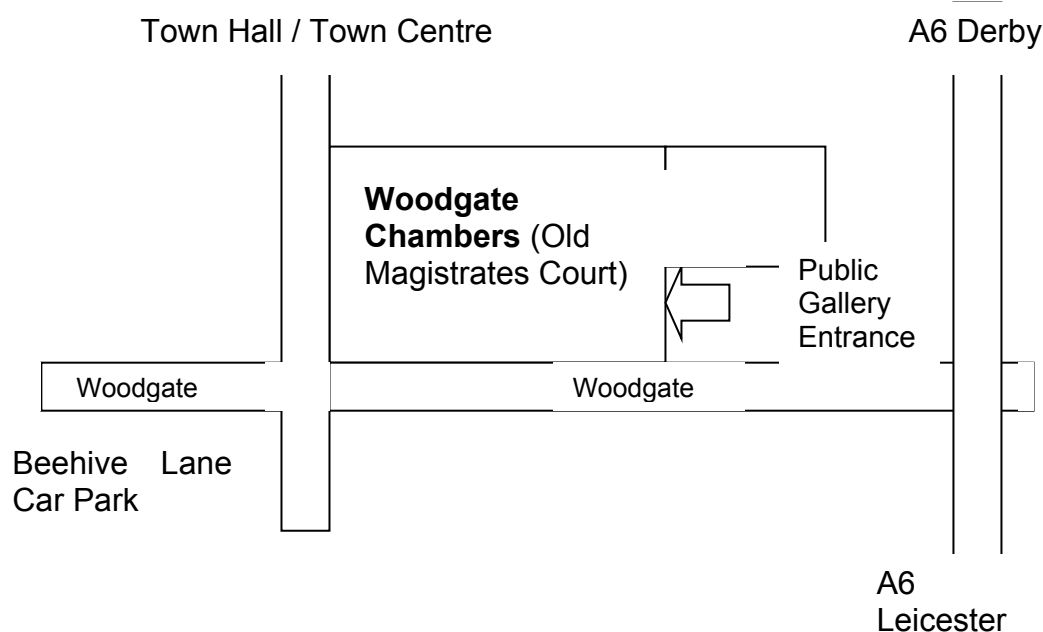 Town Hall / Town Centre
A6 Derby
Woodgate
Chambers (Old
Magistrates Court)
Public
Gallery
Entrance
Woodgate
Woodgate
Beehive Lane
Car Park
A6
Leicester